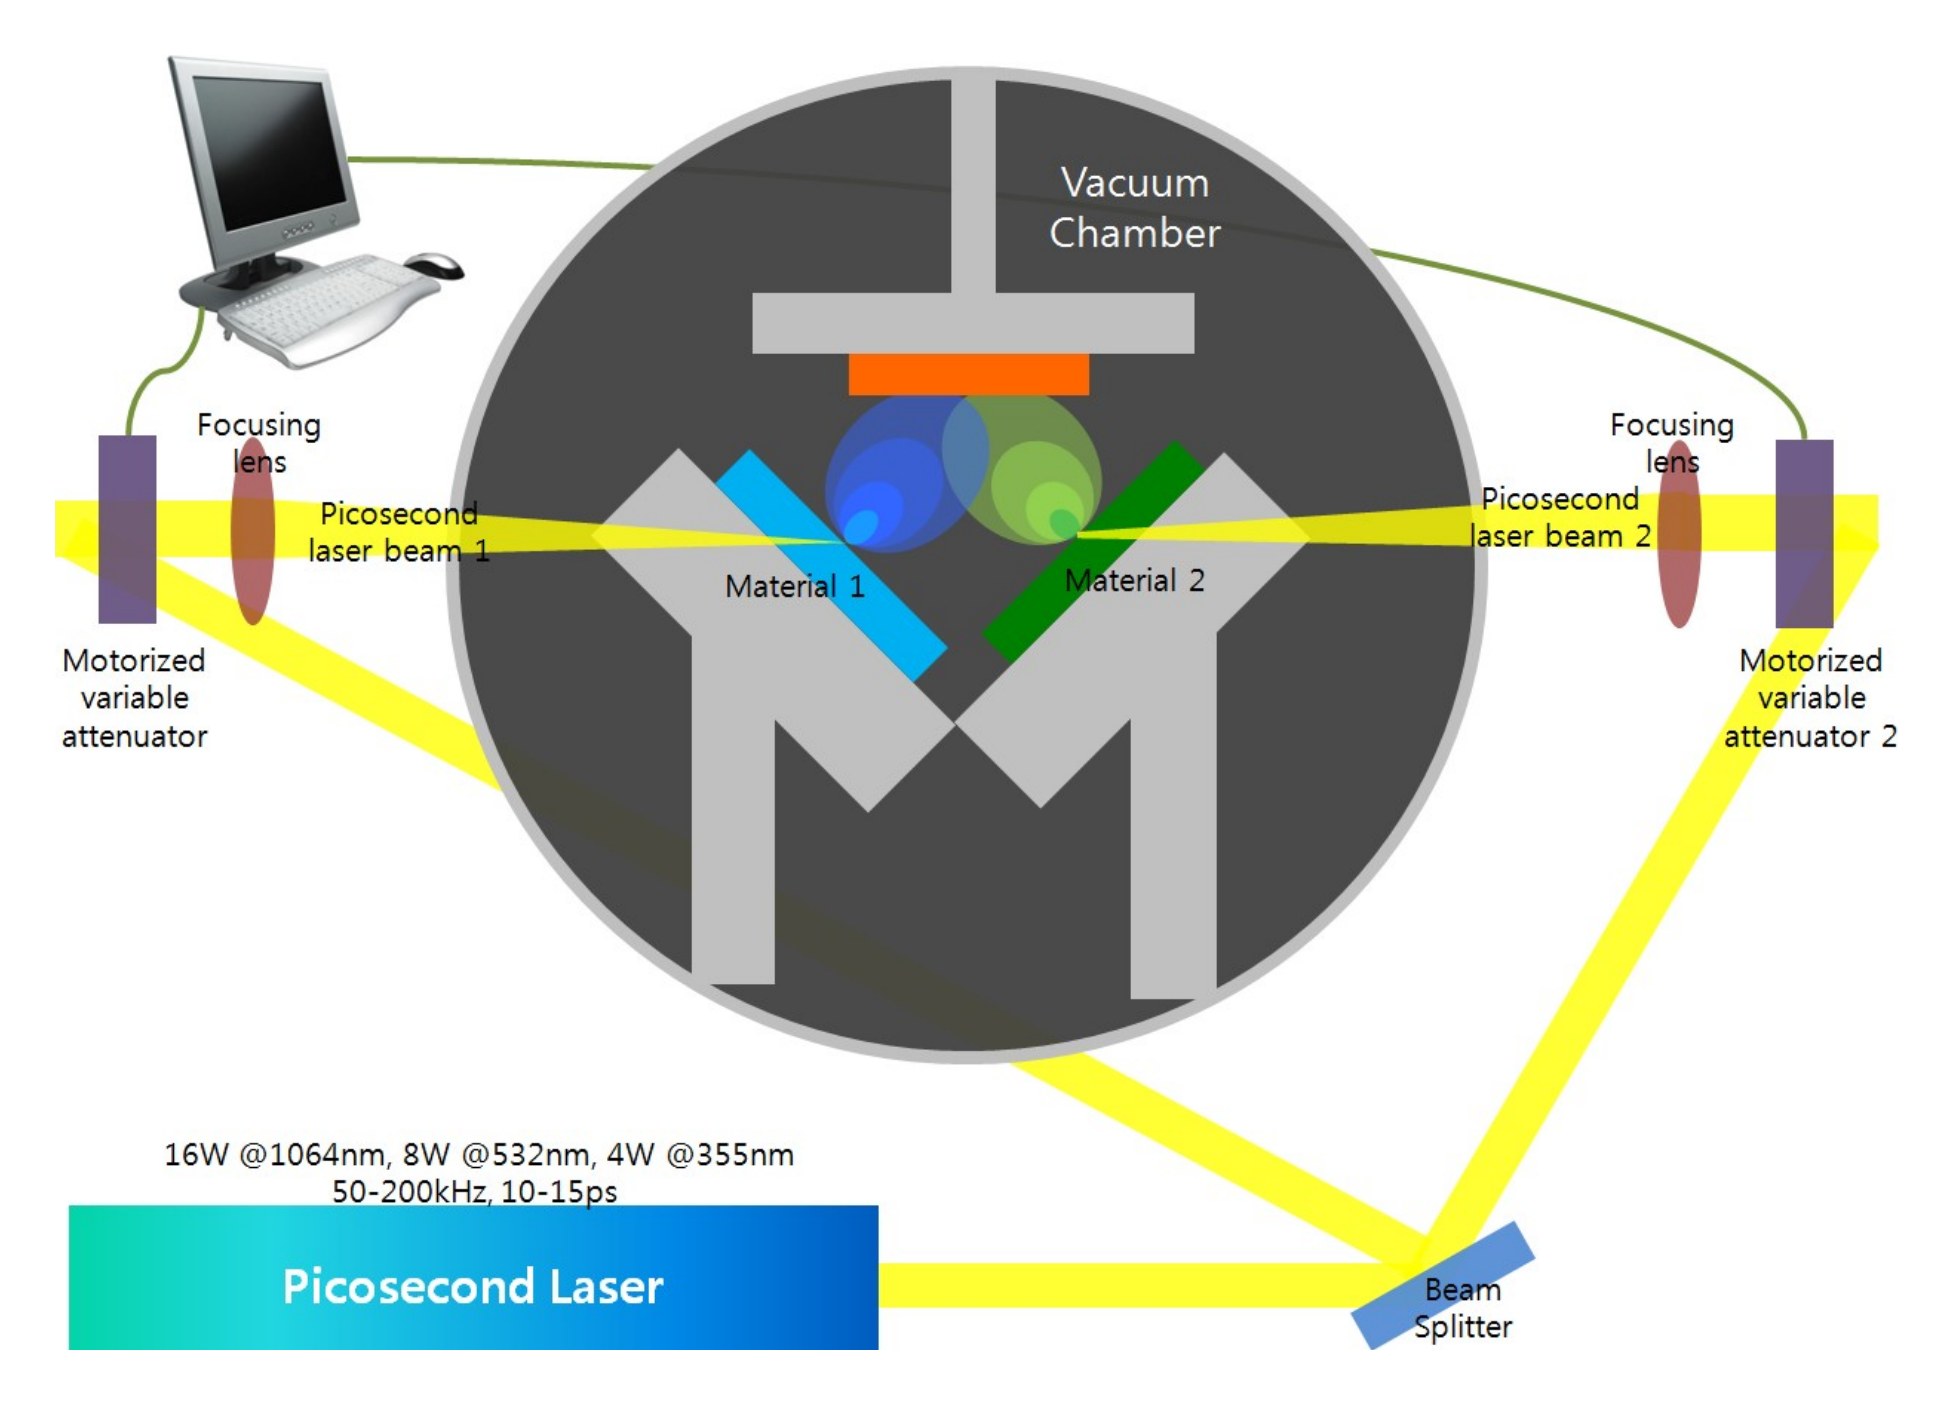 Vacuum
Chamber
Focusing
lens
Focusing
lens
Picosecond
laser beam 1
Picosecond
laser beam 2
Material 1
Material 2
Motorized
variable
attenuator
Motorized
variable
attenuator 2
16W @1064nm, 8W @532nm, 4W @355nm
50-200kHz, 10-15ps
Picosecond Laser
Beam
Splitter